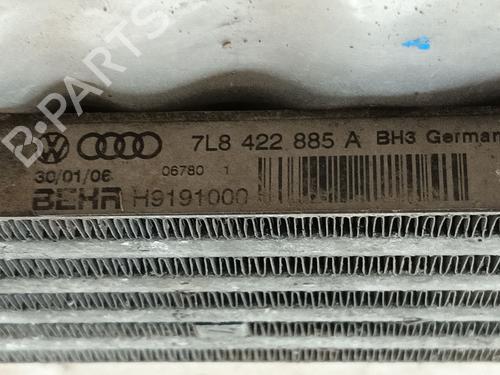 7L8 422 885 A BH3 German
30/01/06 06780 1
BEHR H9191000
B-PARTS